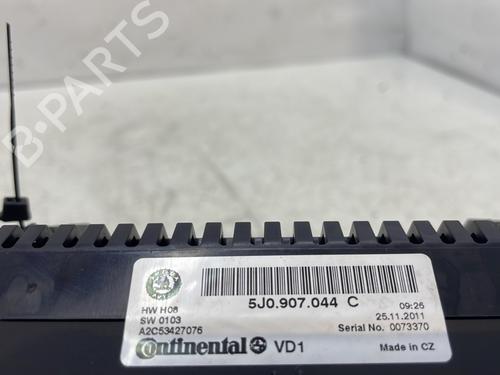 B-PARTS
5J0.907.044 C
HW H08
09:26
SW 0103
25.11.2011
A2C53427076
Serial No. 0073370
Continental VD1
Made in CZ